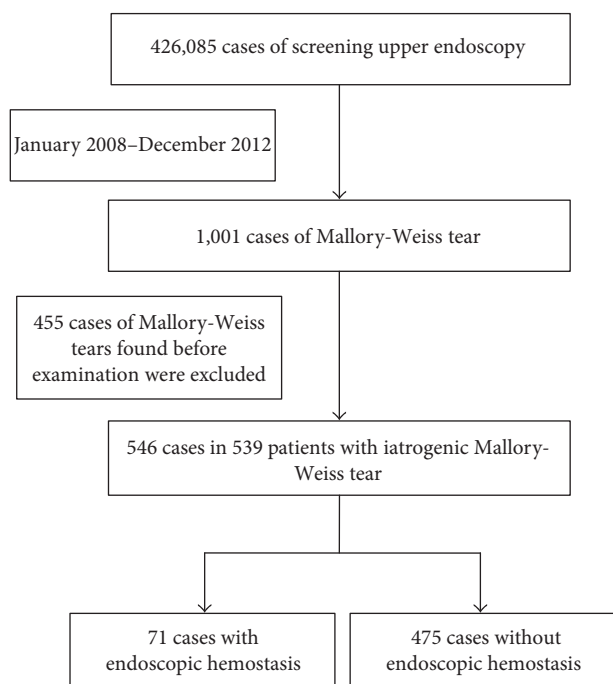 426,085 cases of screening upper endoscopy
January 2008–December 2012
1,001 cases of Mallory-Weiss tear
455 cases of Mallory-Weiss
tears found before
examination were excluded
546 cases in 539 patients with iatrogenic Mallory-
Weiss tear
71 cases with
endoscopic hemostasis
475 cases without
endoscopic hemostasis